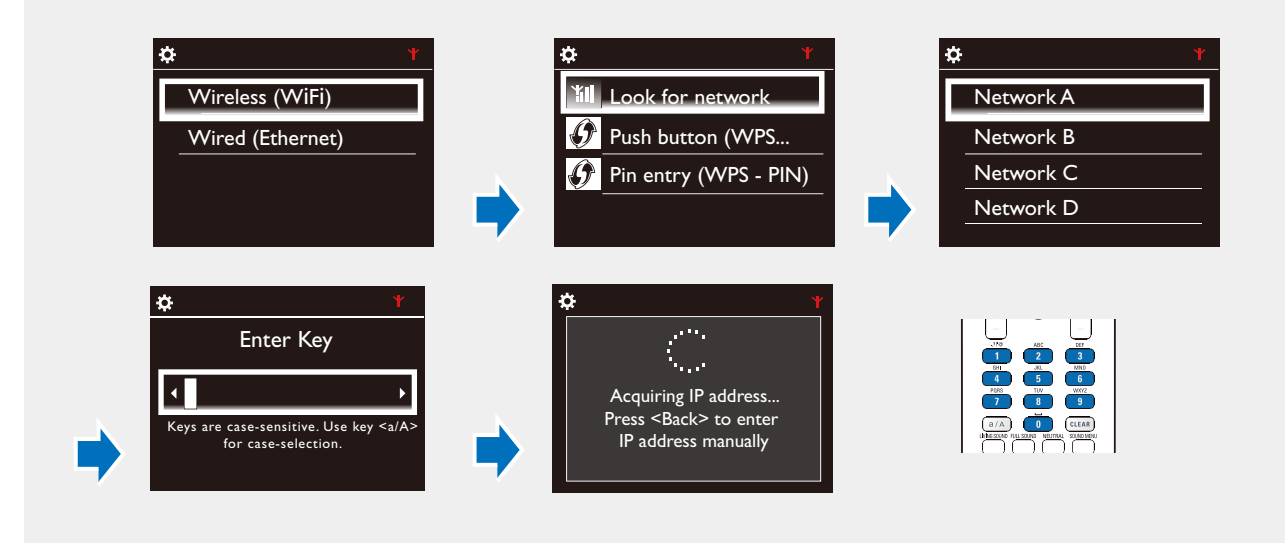 Wireless (WiFi)
Wired (Ethernet)
Look for network
Push button (WPS...
Pin entry (WPS - PIN)
Network A
Network B
Network C
Network D
Enter Key
Keys are case-sensitive. Use key <a/A>
for case-selection.
Acquiring IP address...
Press <Back> to enter
IP address manually
ABC DEF
1 2 3
GHI JKL MNO
4 5 6
PQRS TUV WXYZ
7 8 9
a/A 0 CLEAR
LIVING SOUND FULL SOUND NEUTRAL SOUND MENU